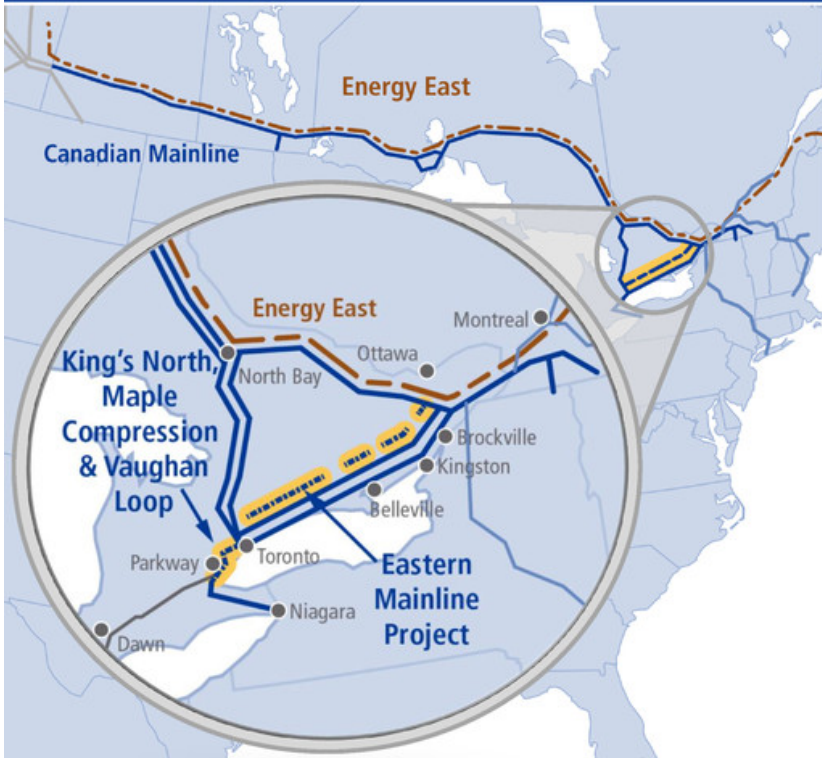 Energy East
Canadian Mainline
Energy East
Montreal
Ottawa
King's North,
Maple
Compression
& Vaughan
Loop
North Bay
Brockville
Kingston
Belleville
Toronto
Parkway
Eastern
Mainline
Project
Niagara
Dawn